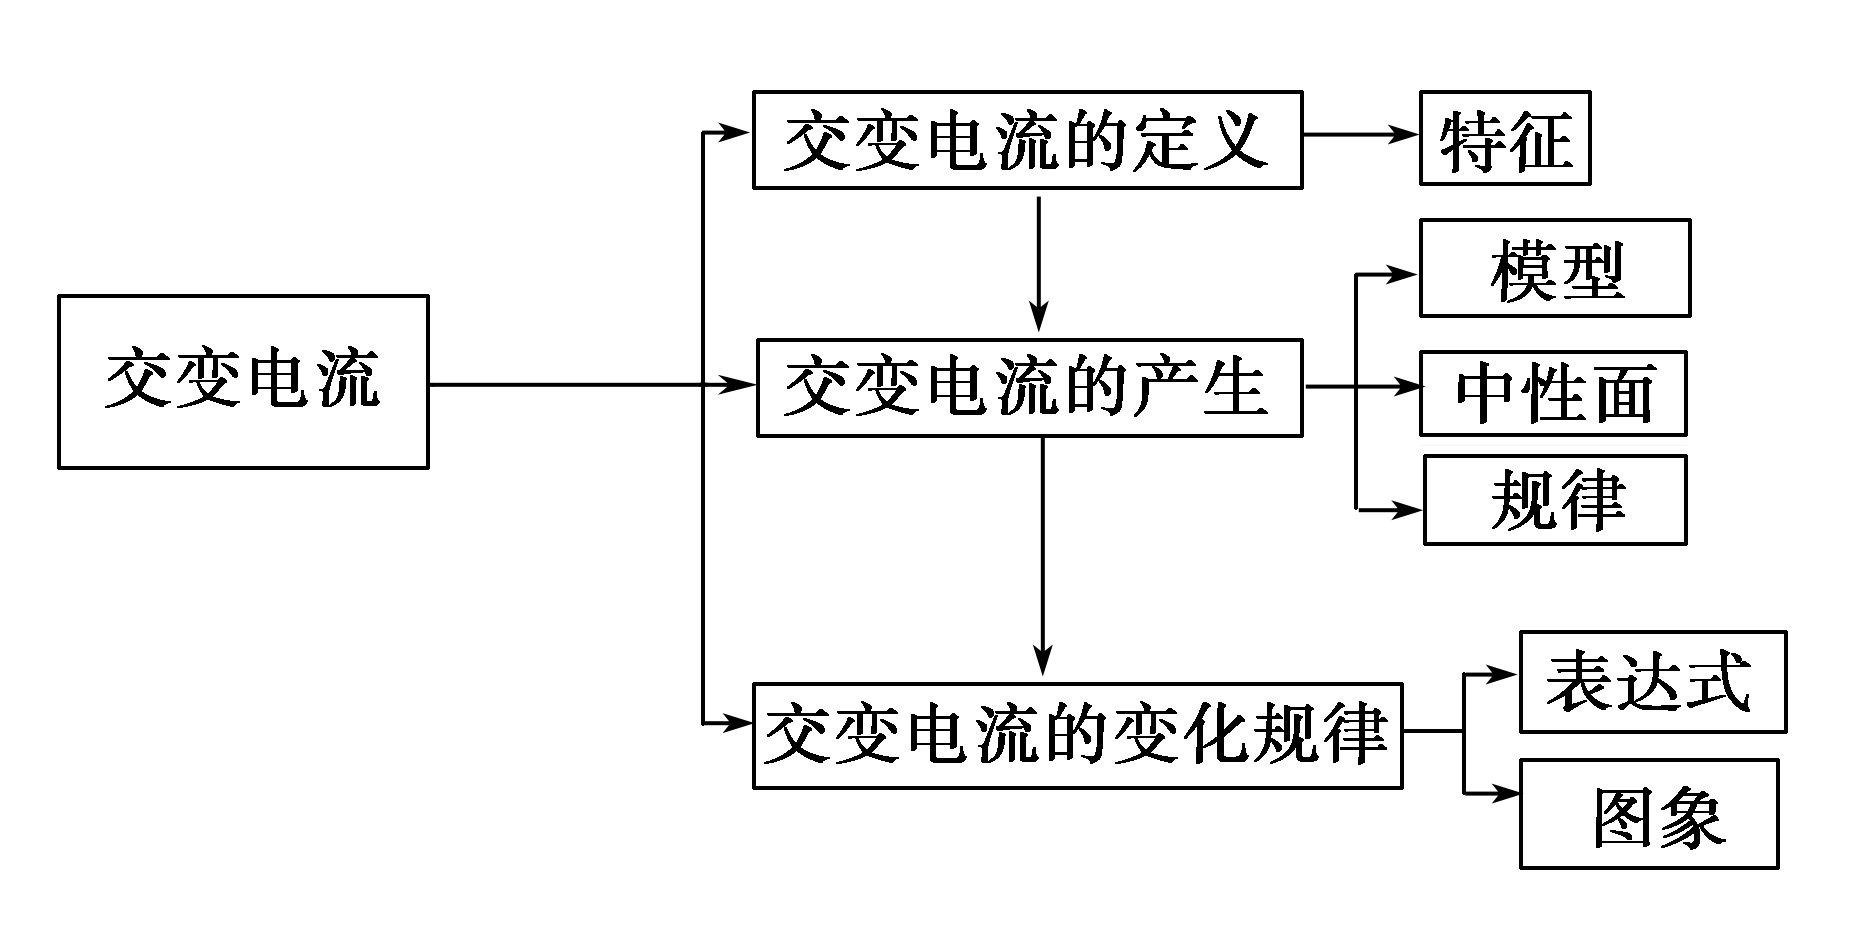 交变电流的定义
特征
模型
交变电流
交变电流的产生
中性面
规律
表达式
交变电流的变化规律
图象